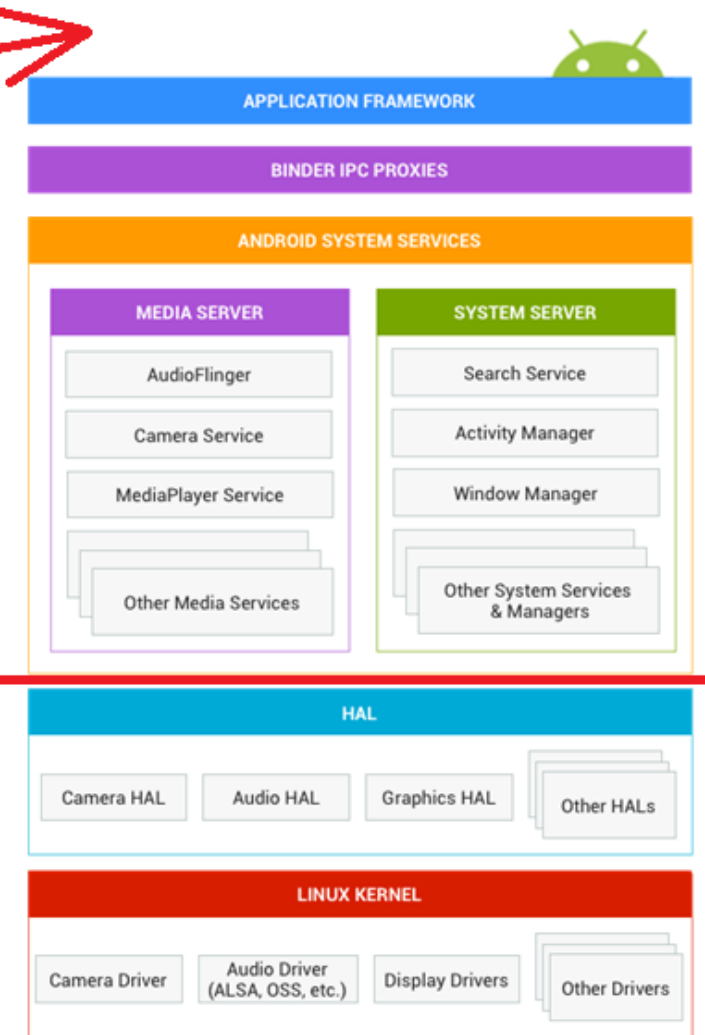 APPLICATION FRAMEWORK
BINDER IPC PROXIES
ANDROID SYSTEM SERVICES
MEDIA SERVER
AudioFlinger
Camera Service
MediaPlayer Service
Other Media Services
SYSTEM SERVER
Search Service
Activity Manager
Window Manager
Other System Services
& Managers
HAL
Camera HAL
Audio HAL
Graphics HAL
Other HALs
LINUX KERNEL
Camera Driver
Audio Driver
(ALSA, OSS, etc.)
Display Drivers
Other Drivers